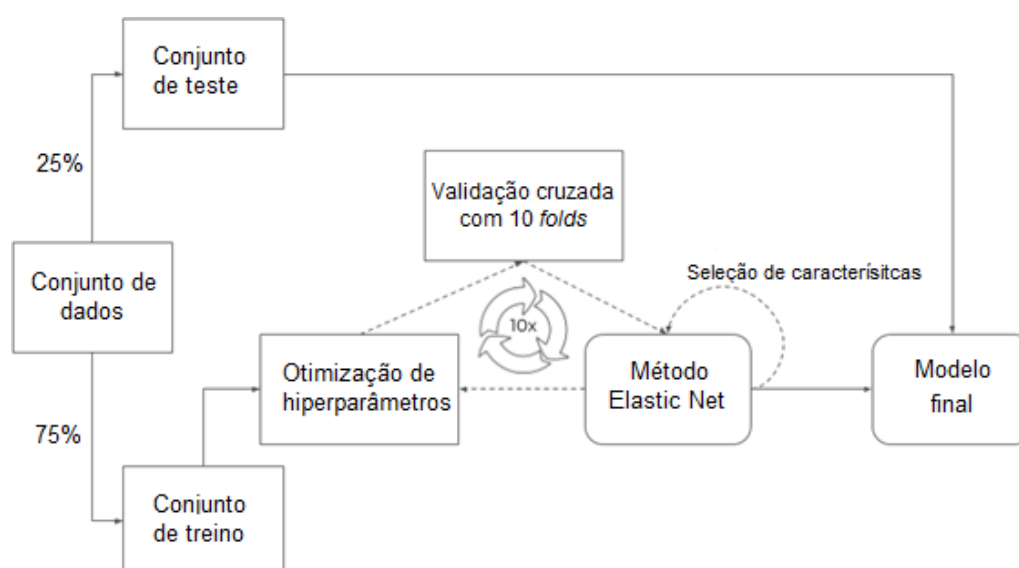 Conjunto
de teste
25%
Validação cruzada
com 10 folds
Conjunto de
dados
Seleção de caracterísitcas
10x
Otimização de
hiperparâmetros
Método
Elastic Net
Modelo
final
75%
Conjunto
de treino